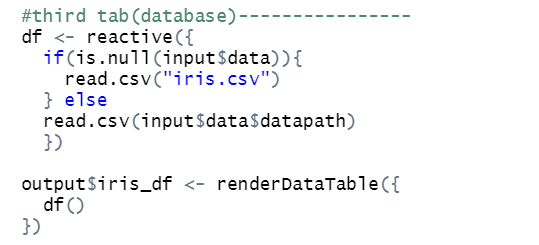 #third tab(database)----------------
df <- reactive({
  if(is.null(input$data)){
    read.csv("iris.csv")
  } else
  read.csv(input$data$datapath)
  })

output$iris_df <- renderDataTable({
  df()
})